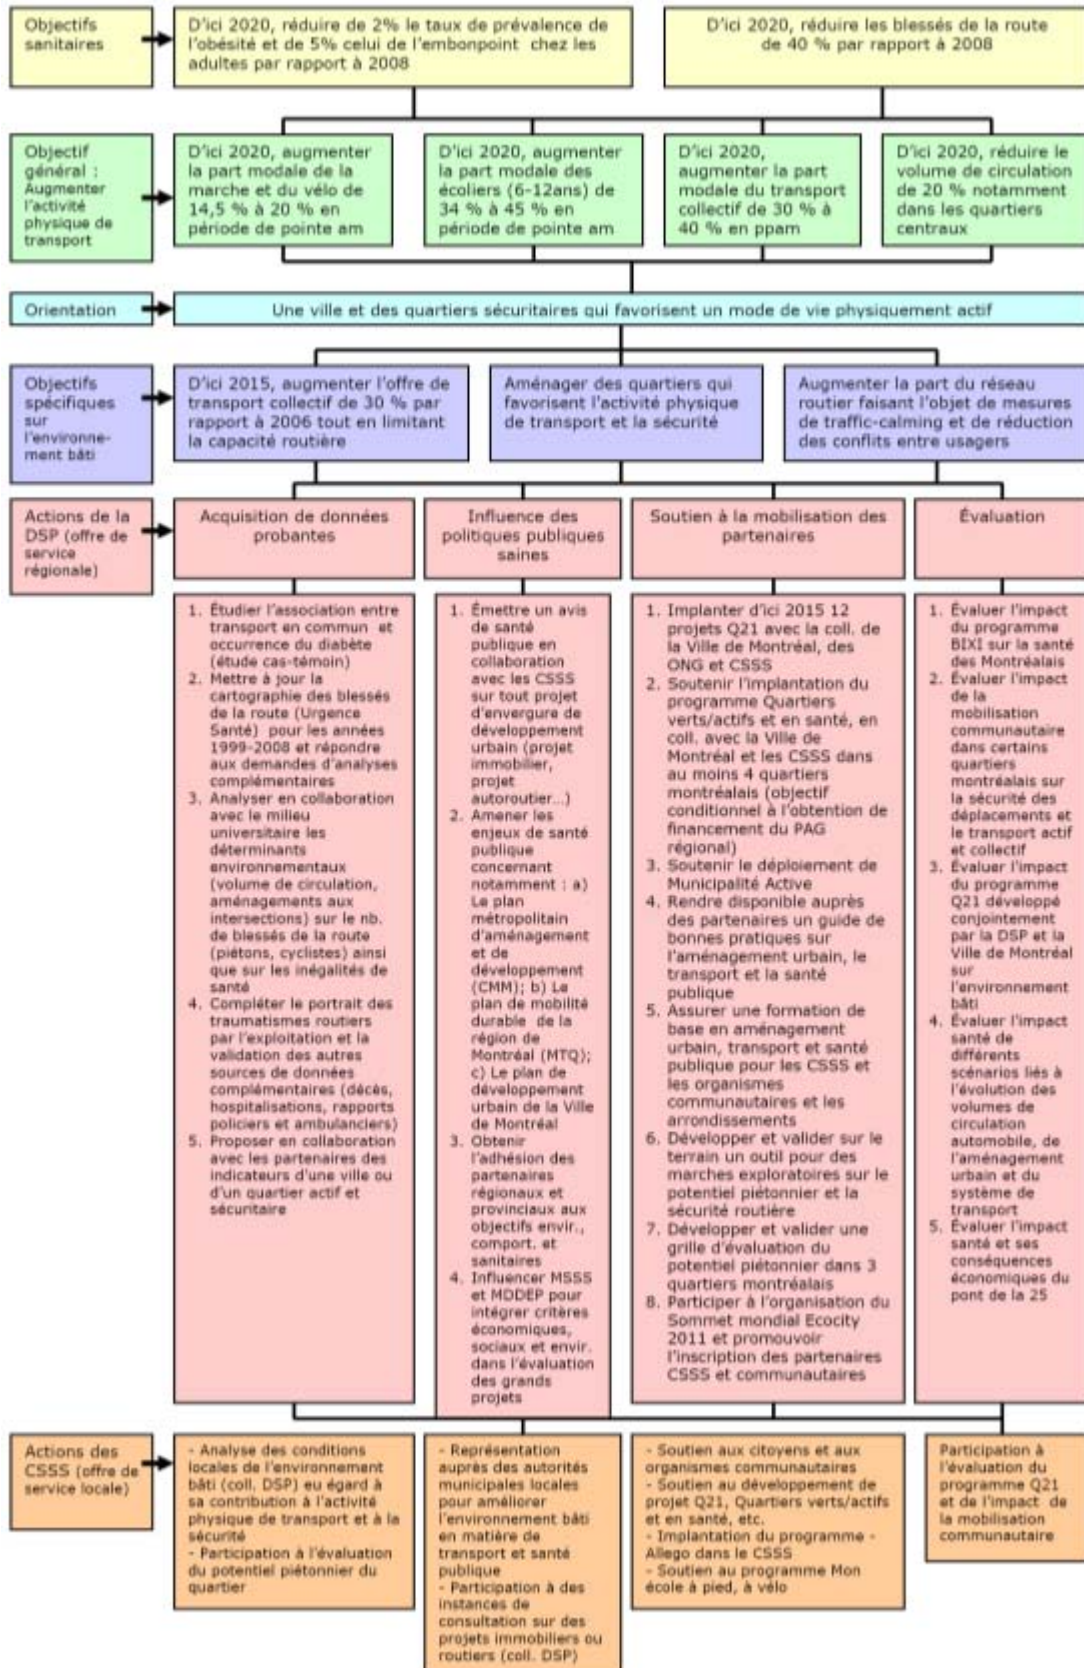 Objectifs
sanitaires
D'ici 2020, réduire de 2% le taux de prévalence de
l'obésité et de 5% celui de l'embonpoint chez les
adultes par rapport à 2008
D'ici 2020, réduire les blessés de la route
de 40 % par rapport à 2008
Objectif
général :
Augmenter
l'activité
physique de
transport
D'ici 2020, augmenter
la part modale de la
marche et du vélo de
14,5 % à 20 % en
période de pointe am
D'ici 2020, augmenter
la part modale des
écoliers (6-12ans) de
34 % à 45 % en
période de pointe am
D'ici 2020,
augmenter la part
modale du transport
collectif de 30 % à
40 % en ppam
D'ici 2020, réduire le
volume de circulation
de 20 % notamment
dans les quartiers
centraux
Orientation
Une ville et des quartiers sécuritaires qui favorisent un mode de vie physiquement actif
Objectifs
spécifiques
sur
l'environne-
ment bâti
D'ici 2015, augmenter l'offre de
transport collectif de 30 % par
rapport à 2006 tout en limitant
la capacité routière
Aménager des quartiers qui
favorisent l'activité physique
de transport et la sécurité
Augmenter la part du réseau
routier faisant l'objet de mesures
de traffic-calming et de réduction
des conflits entre usagers
Actions de la
DSP (offre de
service
régionale)
Acquisition de données
probantes
Influence des
politiques publiques
saines
Soutien à la mobilisation des
partenaires
Évaluation
1. Étudier l'association entre
transport en commun et
occurrence du diabète
(étude cas-témoin)
2. Mettre à jour la
cartographie des blessés
de la route (Urgence
Santé) pour les années
1999-2008 et répondre
aux demandes d'analyses
complémentaires
3. Analyser en collaboration
avec le milieu
universitaire les
déterminants
environnementaux
(volume de circulation,
aménagements aux
intersections) sur le nb.
de blessés de la route
(piétons, cyclistes) ainsi
que sur les inégalités de
santé
4. Compléter le portrait des
traumatismes routiers
par l'exploitation et la
validation des autres
sources de données
complémentaires (décès,
hospitalisations, rapports
policiers et ambulanciers)
5. Proposer en collaboration
avec les partenaires des
indicateurs d'une ville ou
d'un quartier actif et
sécuritaire
1. Émettre un avis
de santé
publique en
collaboration
avec les CSSS
sur tout projet
d'envergure de
développement
urbain (projet
immobilier,
projet
autoroutier...)
2. Amener les
enjeux de santé
publique
concernant
notamment : a)
Le plan
métropolitain
d'aménagement
et de
développement
(CMM); b) Le
plan de mobilité
durable de la
région de
Montréal (MTQ);
c) Le plan de
développement
urbain de la Ville
de Montréal
3. Obtenir
l'adhésion des
partenaires
régionaux et
provinciaux aux
objectifs envir.,
comport. et
sanitaires
4. Influencer MSSS
et MDDEP pour
intégrer critères
économiques,
sociaux et envir.
dans l'évaluation
des grands
projets
1. Implanter d'ici 2015 12
projets Q21 avec la coll. de
la Ville de Montréal, des
ONG et CSSS
2. Soutenir l'implantation du
programme Quartiers
verts/actifs et en santé, en
coll. avec la Ville de
Montréal et les CSSS dans
au moins 4 quartiers
montréalais (objectif
conditionnel à l'obtention de
financement du PAG
régional)
3. Soutenir le déploiement de
Municipalité Active
4. Rendre disponible auprès
des partenaires un guide de
bonnes pratiques sur
l'aménagement urbain, le
transport et la santé
publique
5. Assurer une formation de
base en aménagement
urbain, transport et santé
publique pour les CSSS et
les organismes
communautaires et les
arrondissements
6. Développer et valider sur le
terrain un outil pour des
marches exploratoires sur le
potentiel piétonnier et la
sécurité routière
7. Développer et valider une
grille d'évaluation du
potentiel piétonnier dans 3
quartiers montréalais
8. Participer à l'organisation du
Sommet mondial Ecocity
2011 et promouvoir
l'inscription des partenaires
CSSS et communautaires
1. Évaluer l'impact
du programme
BIXI sur la santé
des Montréalais
2. Évaluer l'impact
de la
mobilisation
communautaire
dans certains
quartiers
montréalais sur
la sécurité des
déplacements et
le transport actif
et collectif
3. Évaluer l'impact
du programme
Q21 développé
conjointement
par la DSP et la
Ville de Montréal
sur
l'environnement
bâti
4. Évaluer l'impact
santé de
différents
scénarios liés à
l'évolution des
volumes de
circulation
automobile, de
l'aménagement
urbain et du
système de
transport
5. Évaluer l'impact
santé et ses
conséquences
économiques du
pont de la 25
Actions des
CSSS (offre de
service locale)
- Analyse des conditions
locales de l'environnement
bâti (coll. DSP) eu égard à
sa contribution à l'activité
physique de transport et à la
sécurité
- Participation à l'évaluation
du potentiel piétonnier du
quartier
- Représentation
auprès des autorités
municipales locales
pour améliorer
l'environnement bâti
en matière de
transport et santé
publique
- Participation à des
instances de
consultation sur des
projets immobiliers ou
routiers (coll. DSP)
- Soutien aux citoyens et aux
organismes communautaires
- Soutien au développement de
projet Q21, Quartiers verts/actifs
et en santé, etc.
- Implantation du programme -
Allego dans le CSSS
- Soutien au programme Mon
école à pied, à vélo
Participation à
l'évaluation du
programme Q21
et de l'impact de
la mobilisation
communautaire